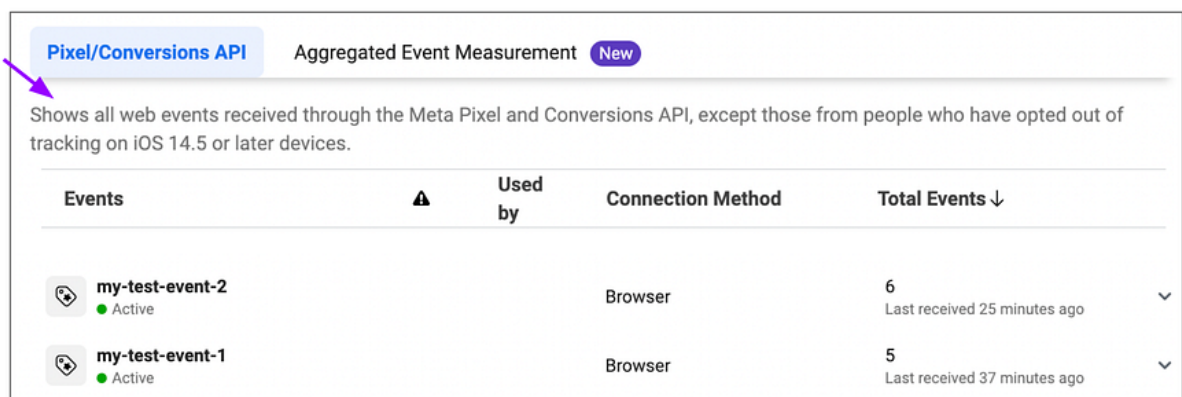 Pixel/Conversions API Aggregated Event Measurement New
Shows all web events received through the Meta Pixel and Conversions API, except those from people who have opted out of
tracking on iOS 14.5 or later devices.
Events Used by Connection Method Total Events ↓
my-test-event-2 Browser 6
Active Last received 25 minutes ago
my-test-event-1 Browser 5
Active Last received 37 minutes ago